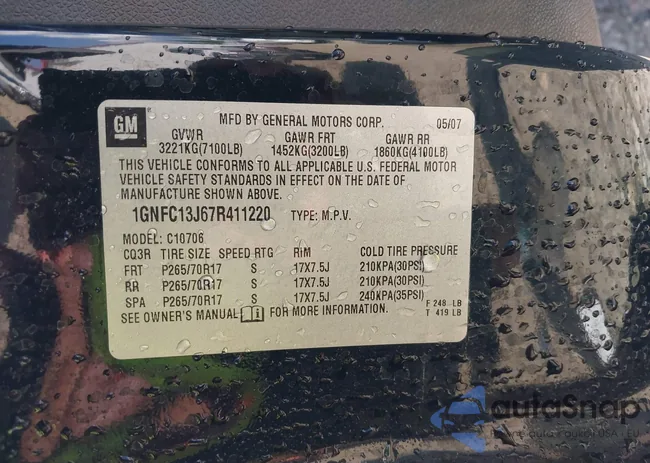 GM
MFD BY GENERAL MOTORS CORP. 05/07
GVWR GAWR FRT GAWR RR
3221KG(7100LB) 1452KG(3200LB) 1860KG(4100LB)
THIS VEHICLE CONFORMS TO ALL APPLICABLE U.S. FEDERAL MOTOR
VEHICLE SAFETY STANDARDS IN EFFECT ON THE DATE OF
MANUFACTURE SHOWN ABOVE.
1GNFC13J67R411220 TYPE: M.P.V.
MODEL: C10706
CQ3R TIRE SIZE SPEED RTG RIM COLD TIRE PRESSURE
FRT P265/70R17 S 17X7.5J 210KPA(30PSI)
RR P265/70R17 S 17X7.5J 210KPA(30PSI)
SPA P265/70R17 S 17X7.5J 240KPA(35PSI) F 248 LB
SEE OWNER'S MANUAL i FOR MORE INFORMATION. T 419 LB
autoSnap